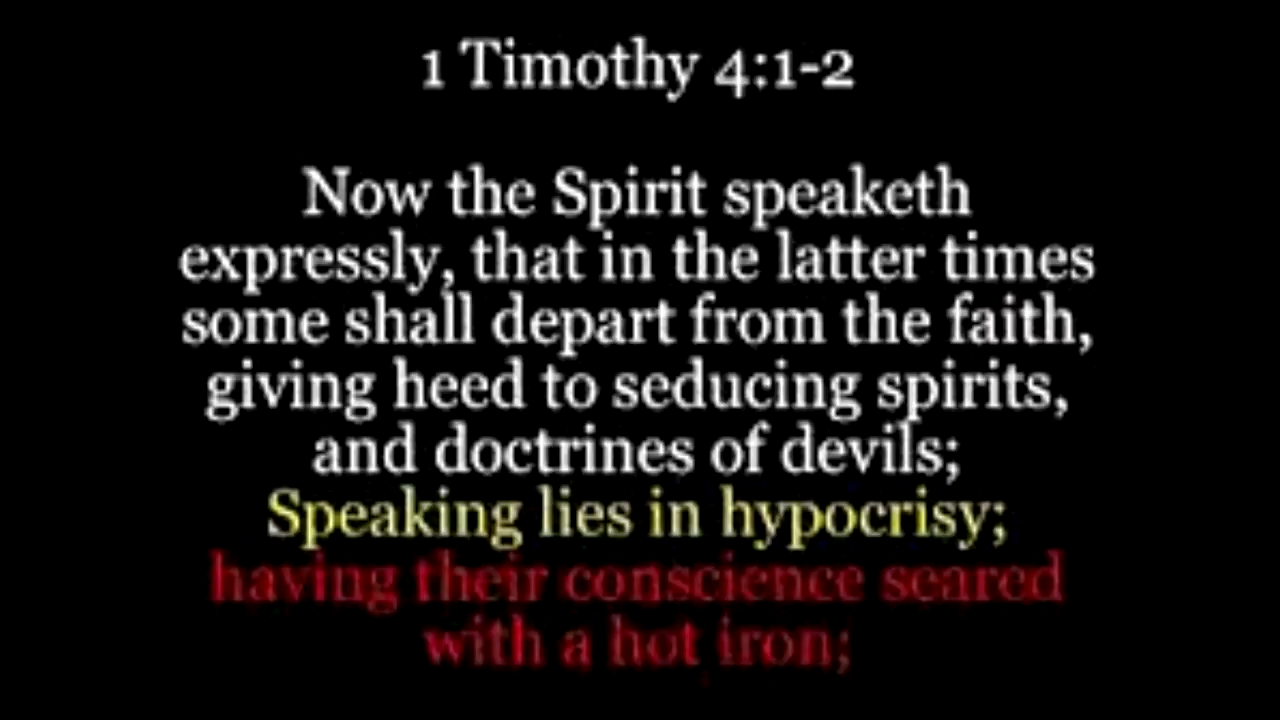 1 Timothy 4:1-2
Now the Spirit speaketh
expressly, that in the latter times
some shall depart from the faith,
giving heed to seducing spirits,
and doctrines of devils;
Speaking lies in hypocrisy;
having their conscience seared
with a hot iron;